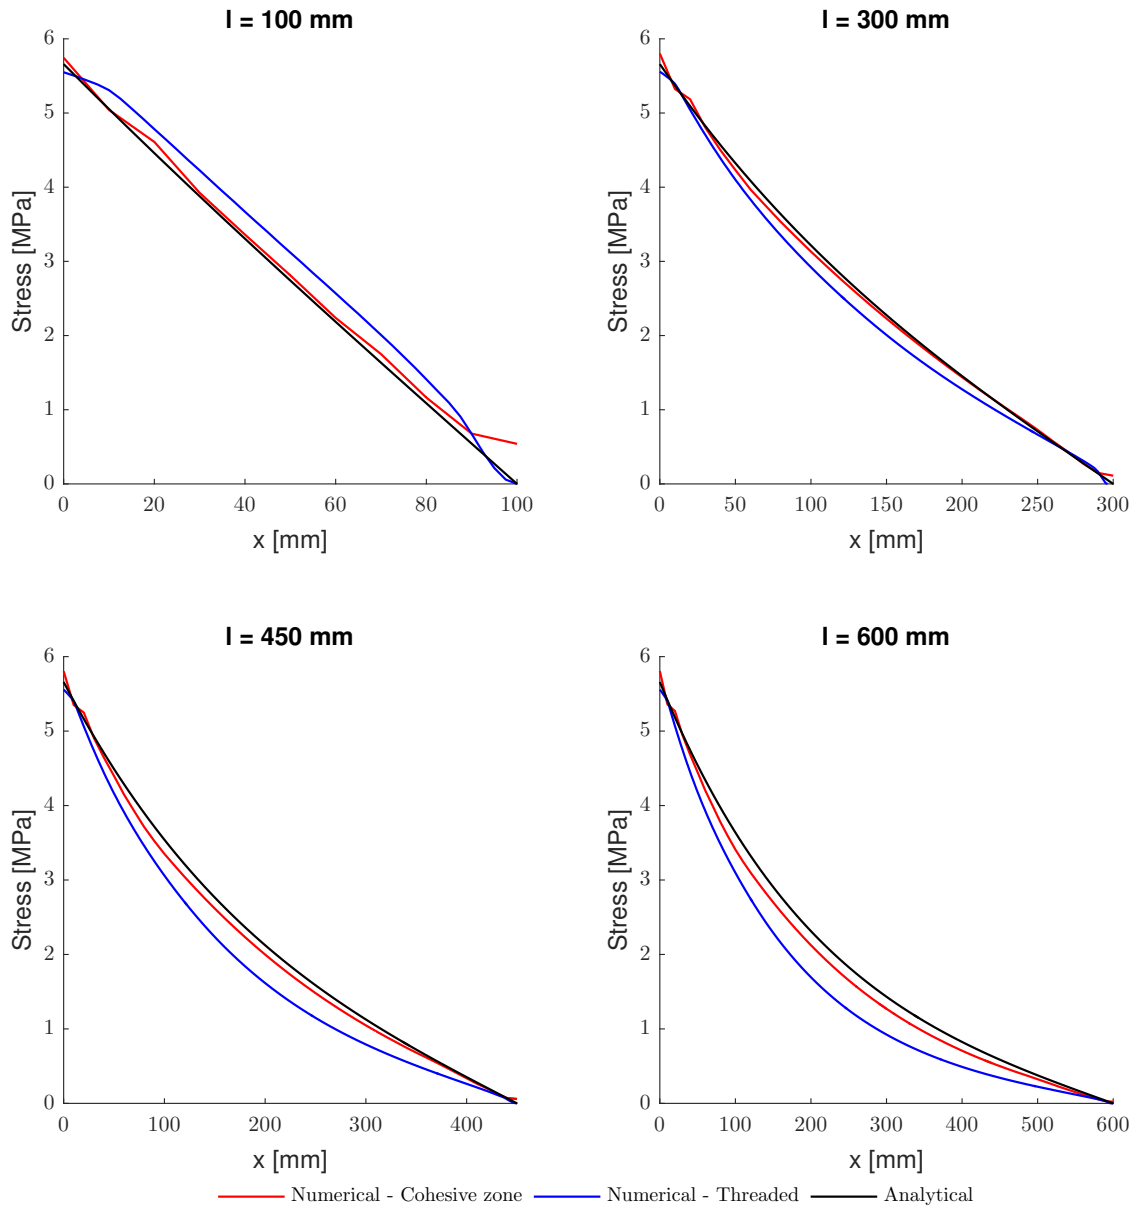 l = 100 mm
6
5
4
3
2
1
0
Stress [MPa]
0 20 40 60 80 100
x [mm]
l = 300 mm
6
5
4
3
2
1
0
Stress [MPa]
0 50 100 150 200 250 300
x [mm]
l = 450 mm
6
5
4
3
2
1
0
Stress [MPa]
0 100 200 300 400
x [mm]
l = 600 mm
6
5
4
3
2
1
0
Stress [MPa]
0 100 200 300 400 500 600
x [mm]
Numerical - Cohesive zone Numerical - Threaded Analytical